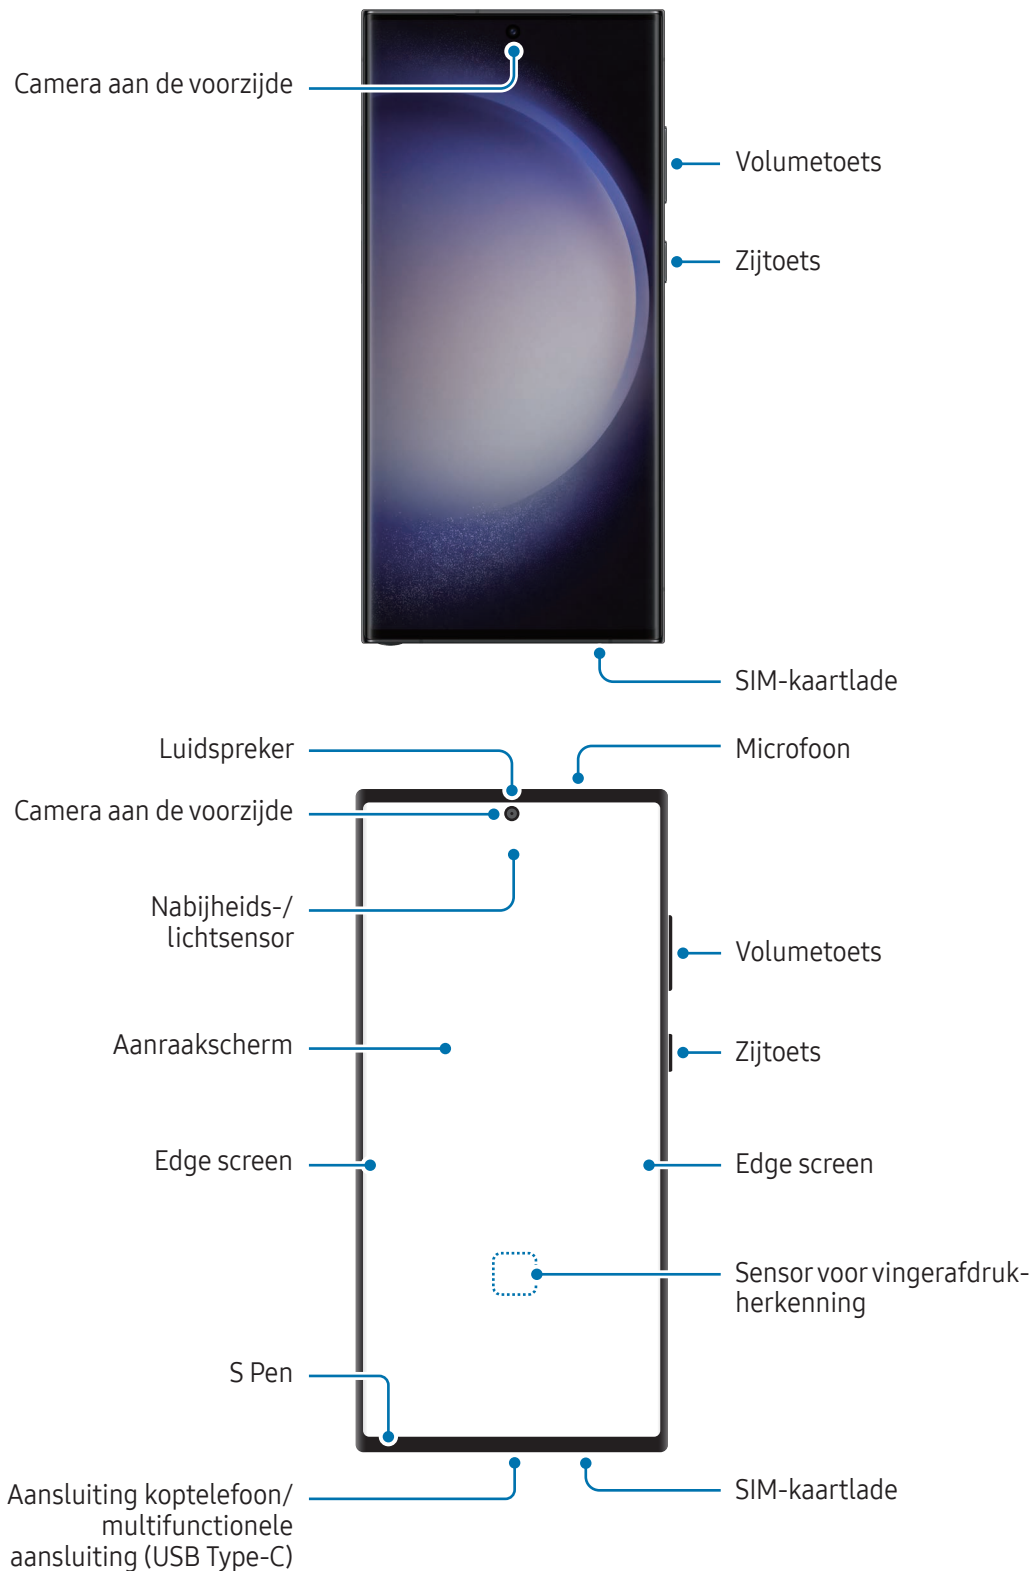 Camera aan de voorzijde
Volumetoets
Zijtoets
SIM-kaartlade
Luidspreker
Microfoon
Camera aan de voorzijde
Nabijheids-/
lichtsensor
Volumetoets
Aanraakscherm
Zijtoets
Edge screen
Edge screen
Sensor voor vingerafdruk-
herkenning
S Pen
Aansluiting koptelefoon/
multifunctionele
aansluiting (USB Type-C)
SIM-kaartlade